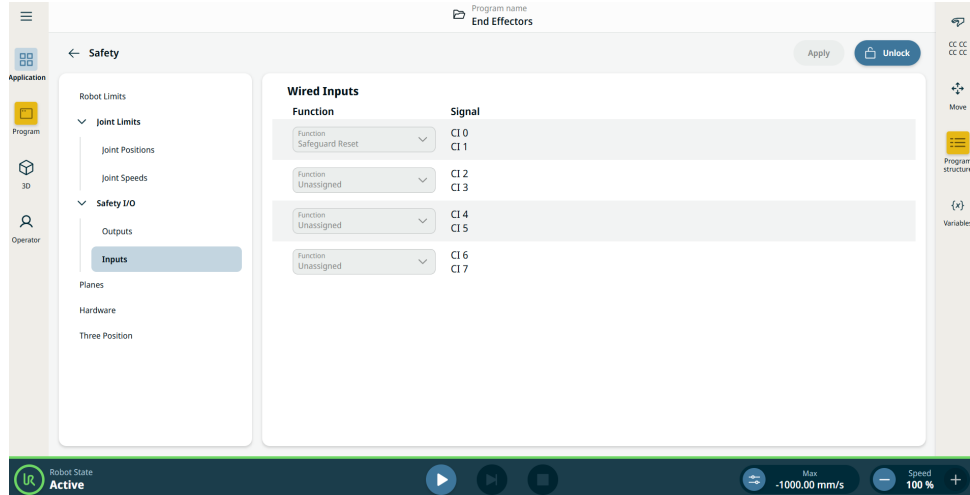 Program name
End Effectors
Safety
Apply
Unlock
Application
Program
3D
Operator
Robot Limits
Joint Limits
Joint Positions
Joint Speeds
Safety I/O
Outputs
Inputs
Planes
Hardware
Three Position
Wired Inputs
Function Signal
Function
Safeguard Reset
CI 0
CI 1
Function
Unassigned
CI 2
CI 3
Function
Unassigned
CI 4
CI 5
Function
Unassigned
CI 6
CI 7
CC CC
CC CC
Move
Program
structure
{x}
Variables
UR
Robot State
Active
Max
-1000.00 mm/s
Speed
100 %